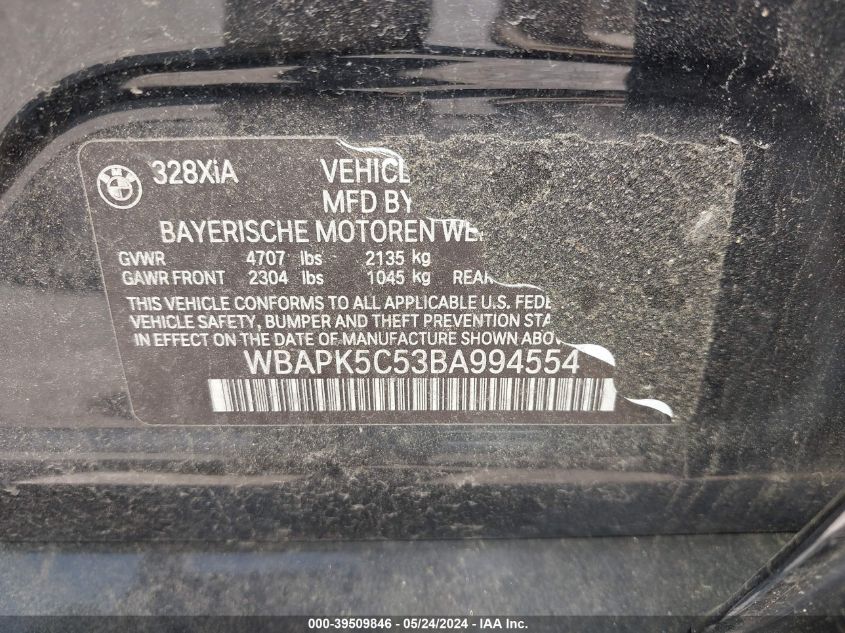 328XiA VEHICL
MFD BY
BAYERISCHE MOTOREN WE
GVWR 4707 lbs 2135 kg
GAWR FRONT 2304 lbs 1045 kg REAR
THIS VEHICLE CONFORMS TO ALL APPLICABLE U.S. FEDE
VEHICLE SAFETY, BUMPER AND THEFT PREVENTION STA
IN EFFECT ON THE DATE OF MANUFACTURE SHOWN ABOV
WBAPK5C53BA994554
000-39509846 - 05/24/2024 - IAA Inc.